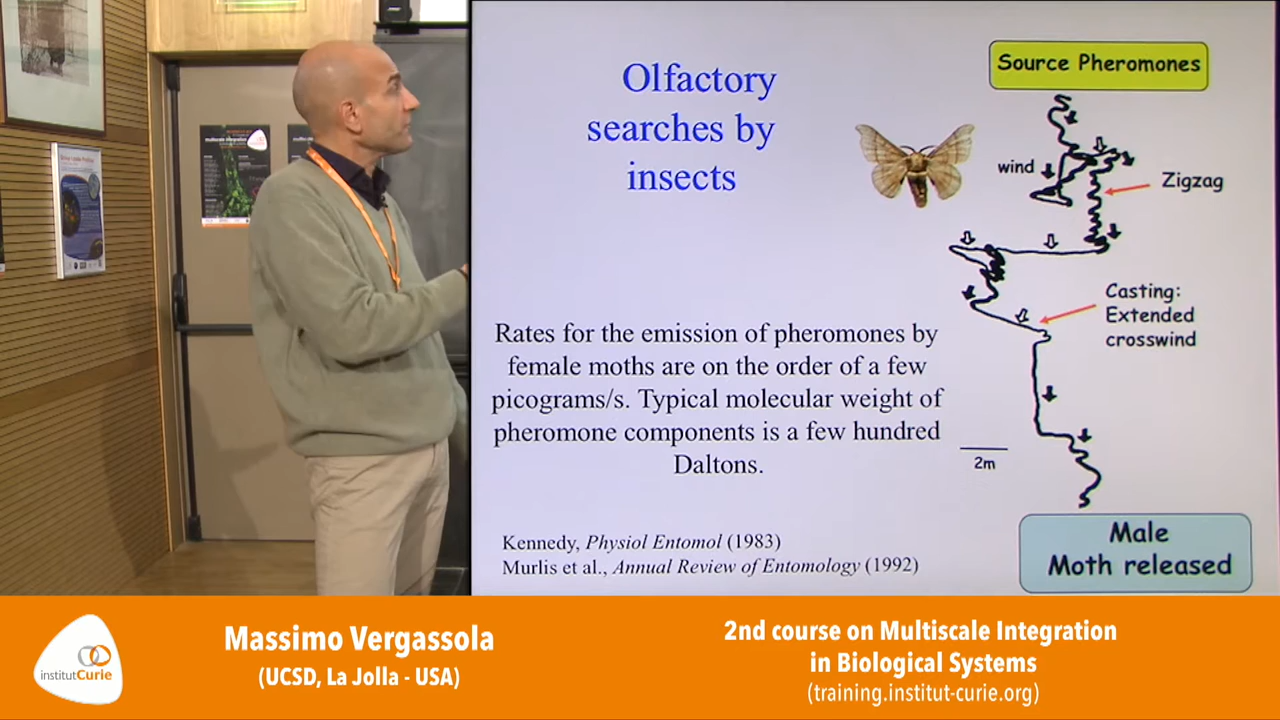 Olfactory
searches by
insects
Source Pheromones
wind
Zigzag
Casting:
Extended
crosswind
Rates for the emission of pheromones by
female moths are on the order of a few
picograms/s. Typical molecular weight of
pheromone components is a few hundred
Daltons.
2m
Kennedy, Physiol Entomol (1983)
Murlis et al., Annual Review of Entomology (1992)
Male
Moth released
multiscale integration
institutCurie
Massimo Vergassola
(UCSD, La Jolla - USA)
2nd course on Multiscale Integration
in Biological Systems
(training.institut-curie.org)